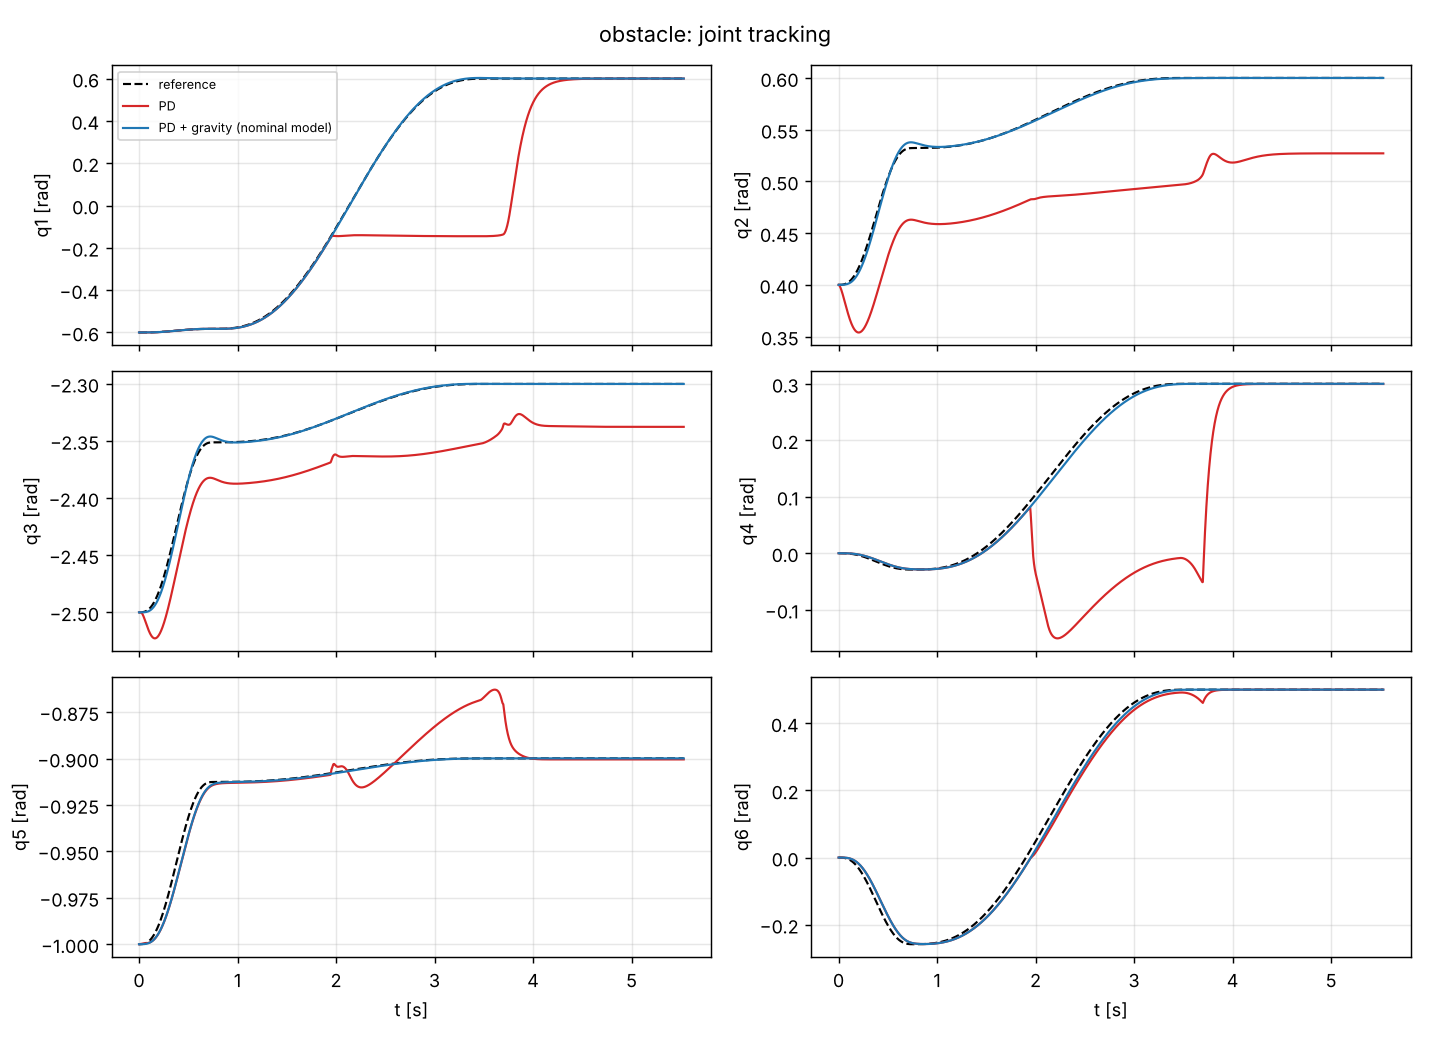 obstacle: joint tracking
reference
PD
PD + gravity (nominal model)
q1 [rad]
0.6
0.4
0.2
0.0
−0.2
−0.4
−0.6
q2 [rad]
0.60
0.55
0.50
0.45
0.40
0.35
q3 [rad]
−2.30
−2.35
−2.40
−2.45
−2.50
q4 [rad]
0.3
0.2
0.1
0.0
−0.1
q5 [rad]
−0.875
−0.900
−0.925
−0.950
−0.975
−1.000
0 1 2 3 4 5
t [s]
q6 [rad]
0.4
0.2
0.0
−0.2
0 1 2 3 4 5
t [s]